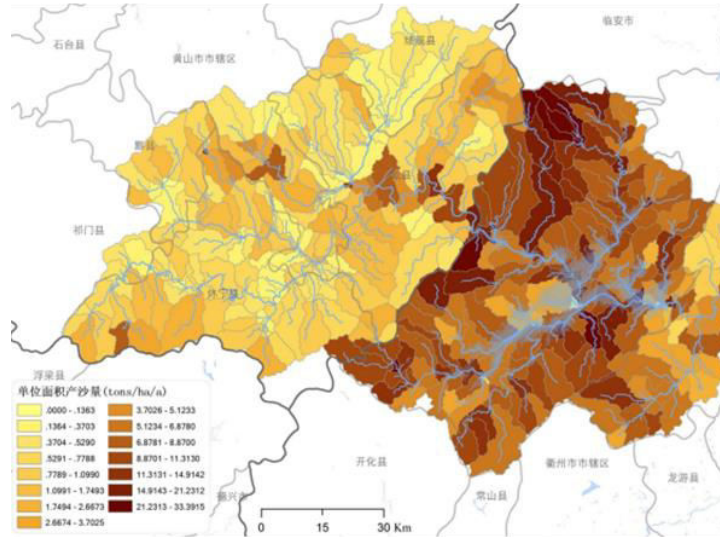 绩溪县
临安市
石台县
黄山市市辖区
黟县
祁门县
休宁县
浮梁县
单位面积产沙量(tons/ha/a)
.0000 - .1363
.1364 - .3703
.3704 - .5290
.5291 - .7788
.7789 - 1.0990
1.0991 - 1.7493
1.7494 - 2.6673
2.6674 - 3.7025
3.7026 - 5.1233
5.1234 - 6.8780
6.8781 - 8.8700
8.8701 - 11.3130
11.3131 - 14.9142
14.9143 - 21.2312
21.2313 - 33.3915
开化县
衢州市市辖区
常山县
龙游县
0
15
30 Km